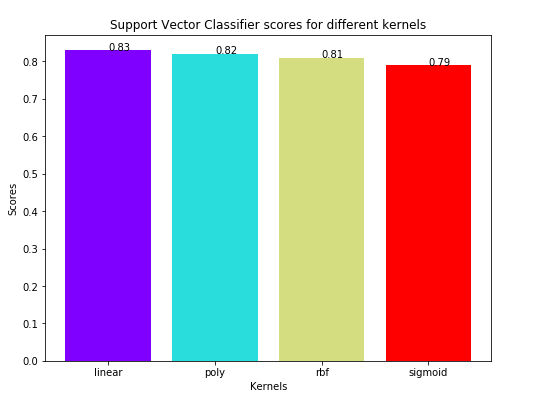 Support Vector Classifier scores for different kernels
0.83
0.82
0.81
0.79
0.8
0.7
0.6
0.5
0.4
0.3
0.2
0.1
0.0
Scores
linear
poly
rbf
sigmoid
Kernels